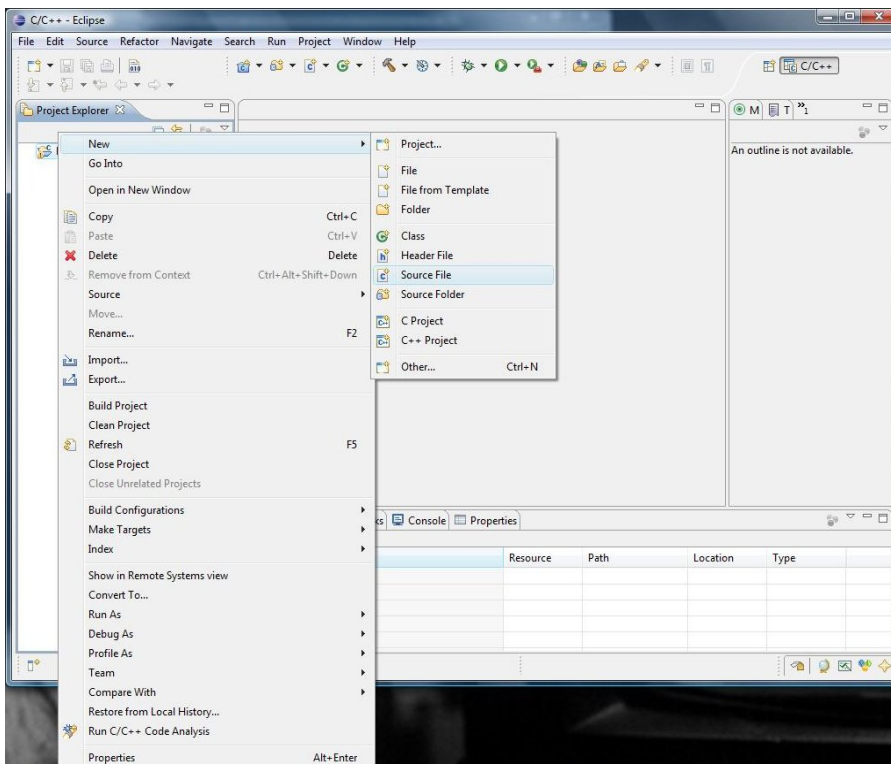 C/C++ - Eclipse
File Edit Source Refactor Navigate Search Run Project Window Help
C/C++
Project Explorer
M T »1
An outline is not available.
New
Go Into
Open in New Window
Copy Ctrl+C
Paste Ctrl+V
Delete Delete
Remove from Context Ctrl+Alt+Shift+Down
Source
Move...
Rename... F2
Import...
Export...
Build Project
Clean Project
Refresh F5
Close Project
Close Unrelated Projects
Build Configurations
Make Targets
Index
Show in Remote Systems view
Convert To...
Run As
Debug As
Profile As
Team
Compare With
Restore from Local History...
Run C/C++ Code Analysis
Properties Alt+Enter
Project...
File
File from Template
Folder
Class
Header File
Source File
Source Folder
C Project
C++ Project
Other... Ctrl+N
Console Properties
Resource Path Location Type